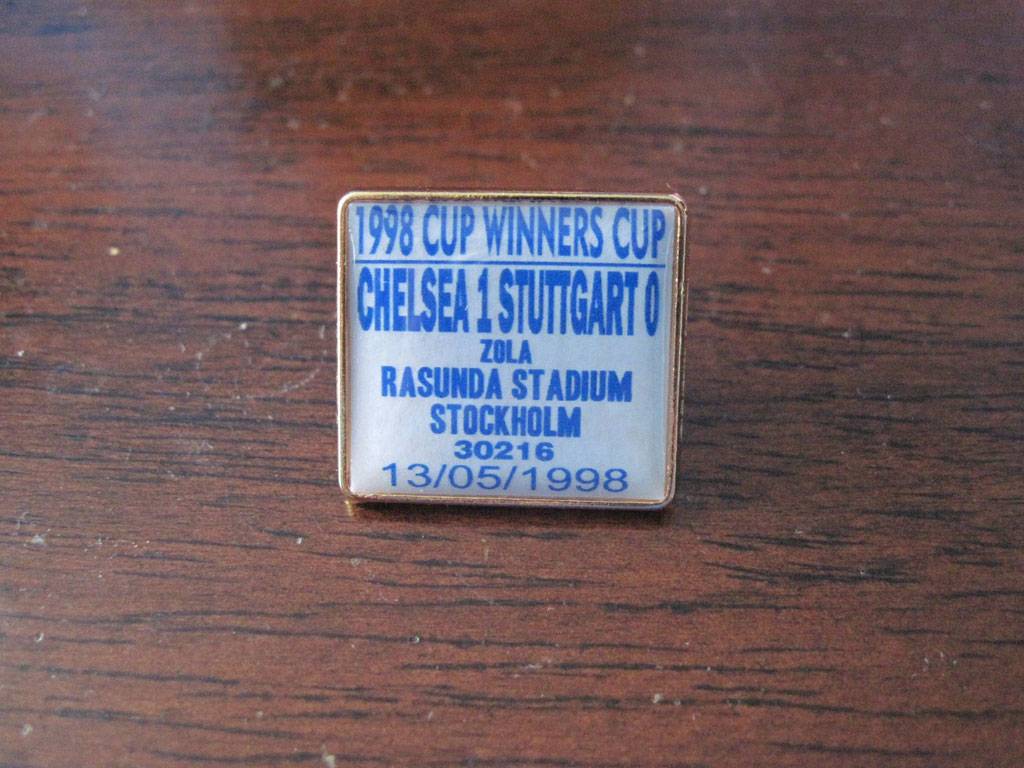 1998 CUP WINNERS CUP
CHELSEA 1 STUTTGART 0
ZOLA
RASUNDA STADIUM
STOCKHOLM
30216
13/05/1998